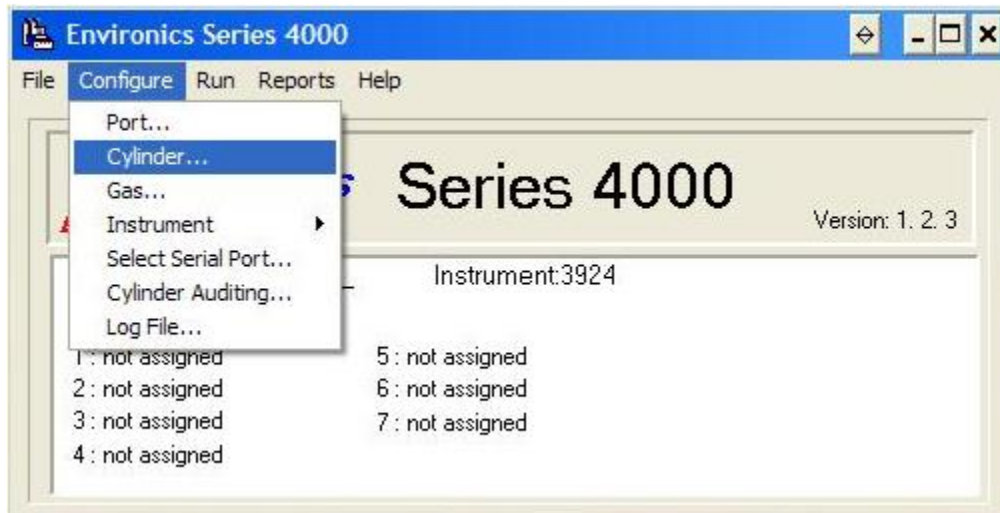 Environics Series 4000
File Configure Run Reports Help
Port...
Cylinder...
Gas...
Instrument
Select Serial Port...
Cylinder Auditing...
Log File...
Series 4000
Version: 1. 2. 3
Instrument:3924
1 : not assigned
2 : not assigned
3 : not assigned
4 : not assigned
5 : not assigned
6 : not assigned
7 : not assigned